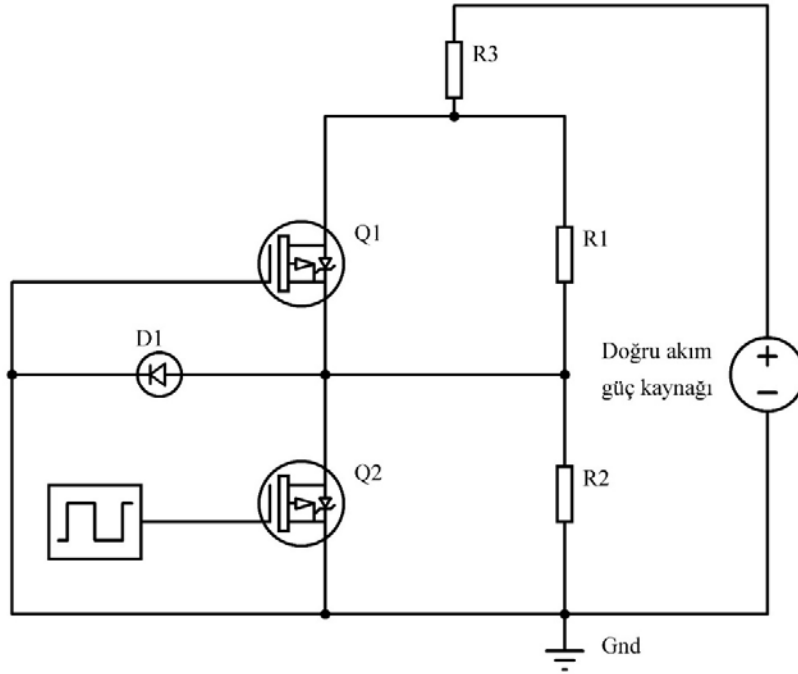 R3
Q1
R1
D1
Doğru akım
güç kaynağı
Q2
R2
Gnd